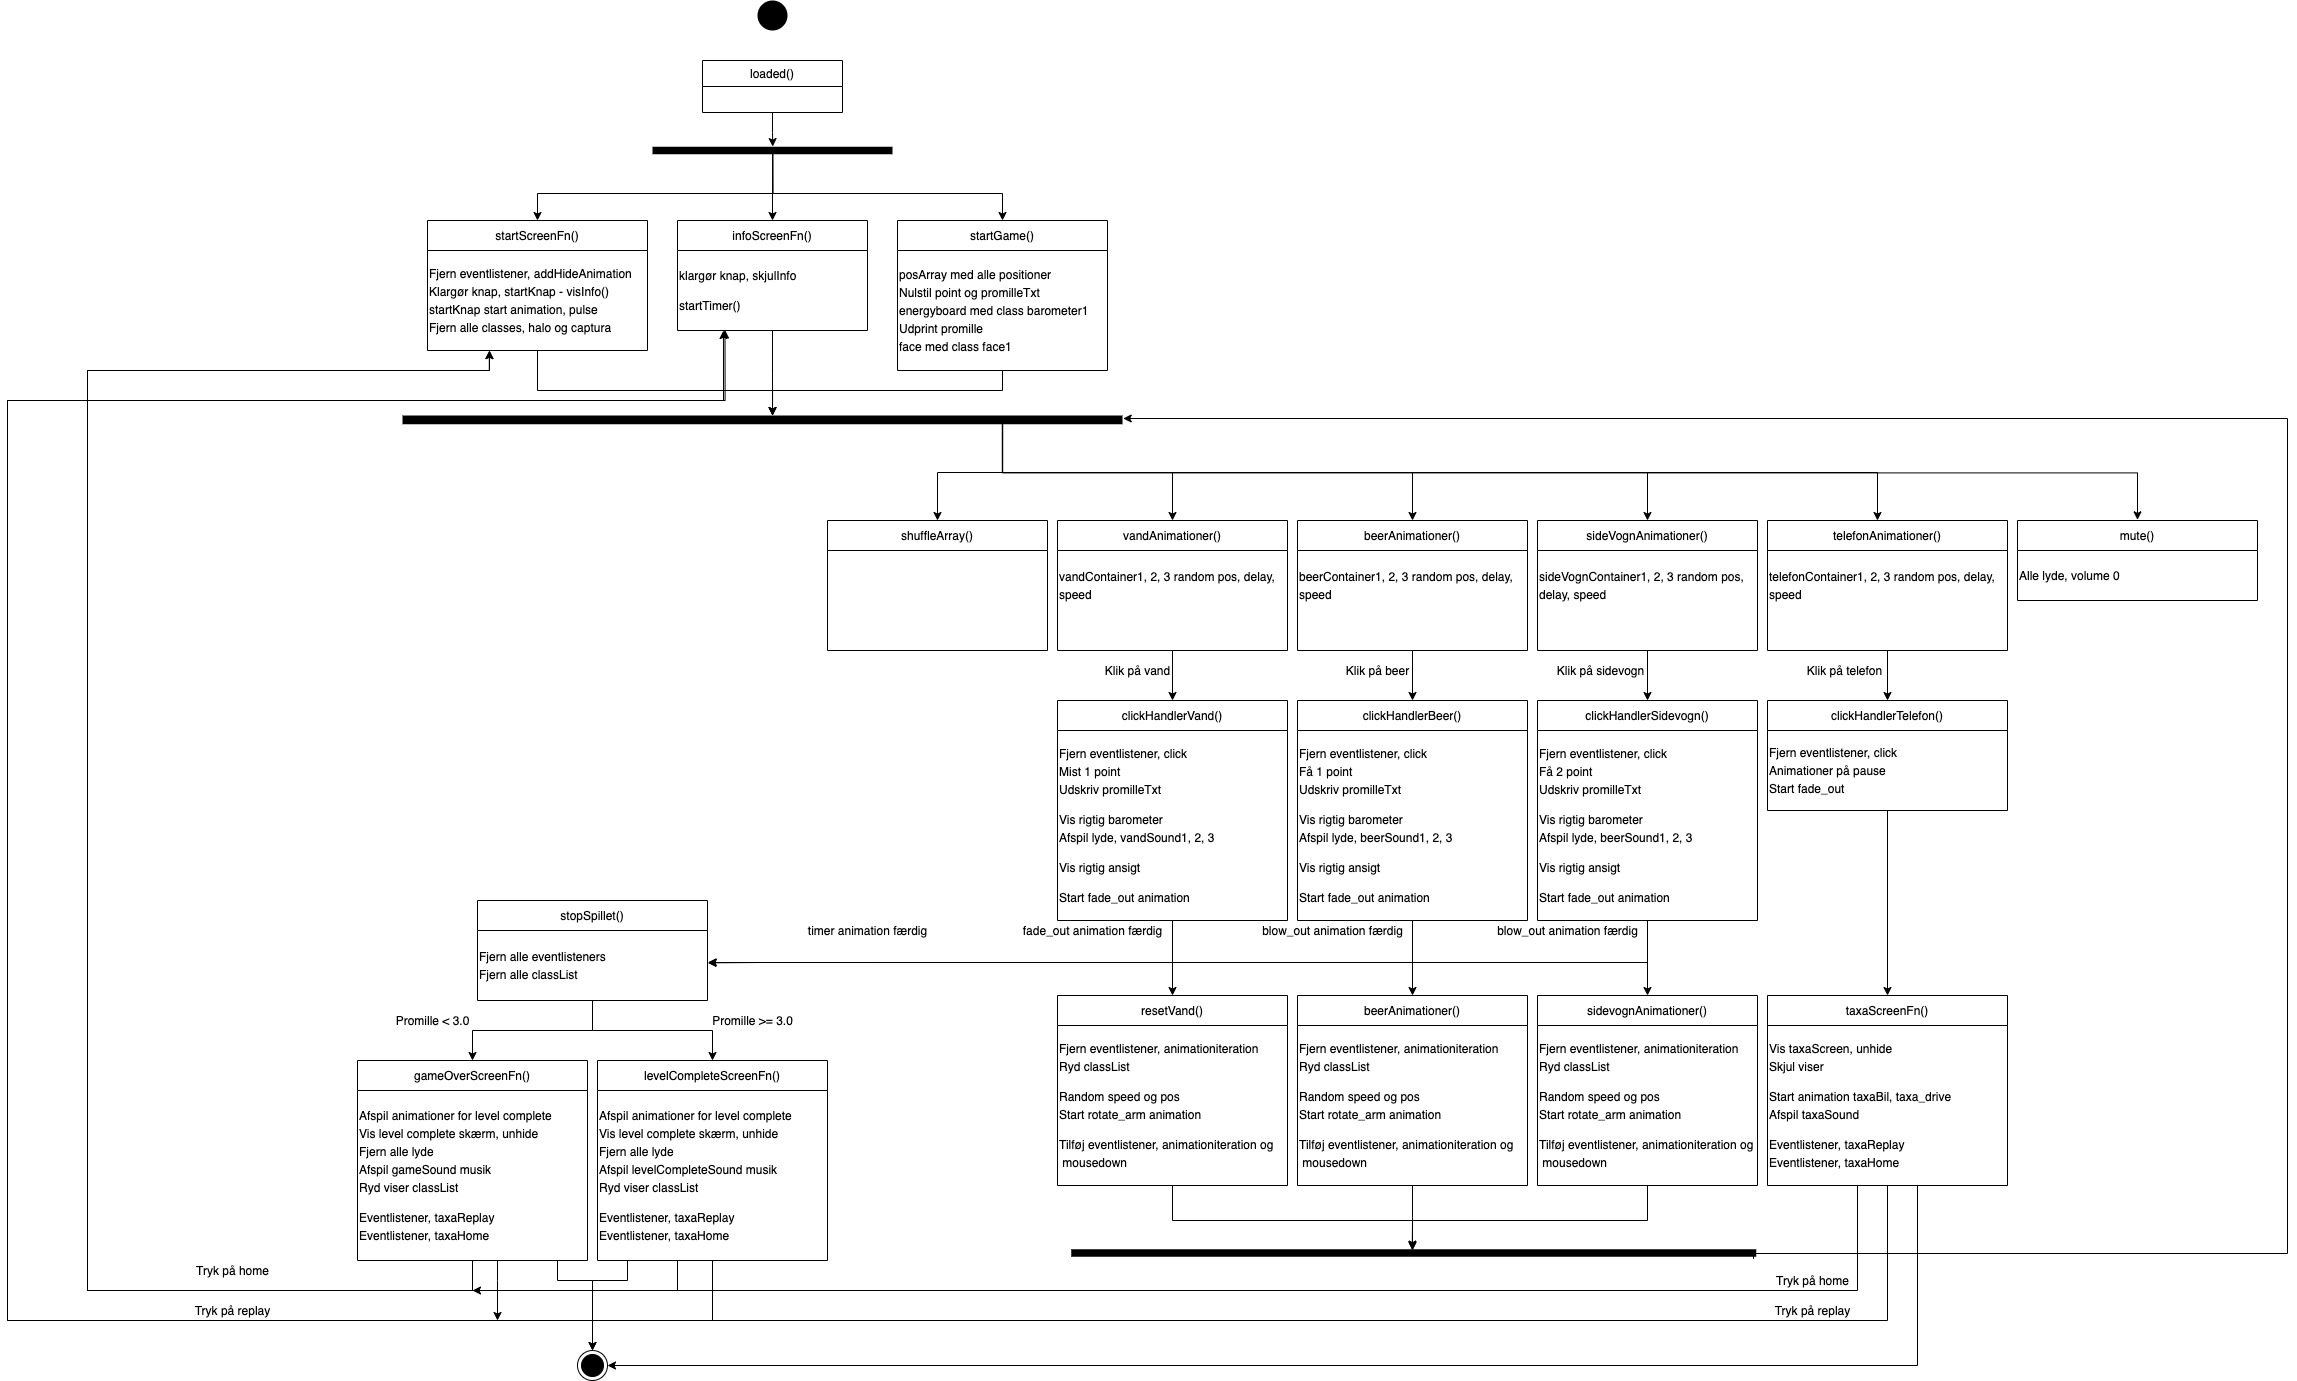 loaded()
startScreenFn()
Fjern eventlistener, addHideAnimation
Klargør knap, startKnap - visInfo()
startKnap start animation, pulse
Fjern alle classes, halo og captura
infoScreenFn()
klargør knap, skjulInfo
startTimer()
startGame()
posArray med alle positioner
Nulstil point og promilleTxt
energyboard med class barometer1
Udprint promille
face med class face1
shuffleArray()
vandAnimationer()
vandContainer1, 2, 3 random pos, delay,
speed
beerAnimationer()
beerContainer1, 2, 3 random pos, delay,
speed
sideVognAnimationer()
sideVognContainer1, 2, 3 random pos,
delay, speed
telefonAnimationer()
telefonContainer1, 2, 3 random pos, delay,
speed
mute()
Alle lyde, volume 0
Klik på vand
Klik på beer
Klik på sidevogn
Klik på telefon
clickHandlerVand()
Fjern eventlistener, click
Mist 1 point
Udskriv promilleTxt
Vis rigtig barometer
Afspil lyde, vandSound1, 2, 3
Vis rigtig ansigt
Start fade_out animation
clickHandlerBeer()
Fjern eventlistener, click
Få 1 point
Udskriv promilleTxt
Vis rigtig barometer
Afspil lyde, beerSound1, 2, 3
Vis rigtig ansigt
Start fade_out animation
clickHandlerSidevogn()
Fjern eventlistener, click
Få 2 point
Udskriv promilleTxt
Vis rigtig barometer
Afspil lyde, beerSound1, 2, 3
Vis rigtig ansigt
Start fade_out animation
clickHandlerTelefon()
Fjern eventlistener, click
Animationer på pause
Start fade_out
stopSpillet()
Fjern alle eventlisteners
Fjern alle classList
timer animation færdig
fade_out animation færdig
blow_out animation færdig
blow_out animation færdig
Promille < 3.0
Promille >= 3.0
gameOverScreenFn()
Afspil animationer for level complete
Vis level complete skærm, unhide
Fjern alle lyde
Afspil gameSound musik
Ryd viser classList
Eventlistener, taxaReplay
Eventlistener, taxaHome
levelCompleteScreenFn()
Afspil animationer for level complete
Vis level complete skærm, unhide
Fjern alle lyde
Afspil levelCompleteSound musik
Ryd viser classList
Eventlistener, taxaReplay
Eventlistener, taxaHome
resetVand()
Fjern eventlistener, animationiteration
Ryd classList
Random speed og pos
Start rotate_arm animation
Tilføj eventlistener, animationiteration og
mousedown
beerAnimationer()
Fjern eventlistener, animationiteration
Ryd classList
Random speed og pos
Start rotate_arm animation
Tilføj eventlistener, animationiteration og
mousedown
sidevognAnimationer()
Fjern eventlistener, animationiteration
Ryd classList
Random speed og pos
Start rotate_arm animation
Tilføj eventlistener, animationiteration og
mousedown
taxaScreenFn()
Vis taxaScreen, unhide
Skjul viser
Start animation taxaBil, taxa_drive
Afspil taxaSound
Eventlistener, taxaReplay
Eventlistener, taxaHome
Tryk på home
Tryk på home
Tryk på replay
Tryk på replay